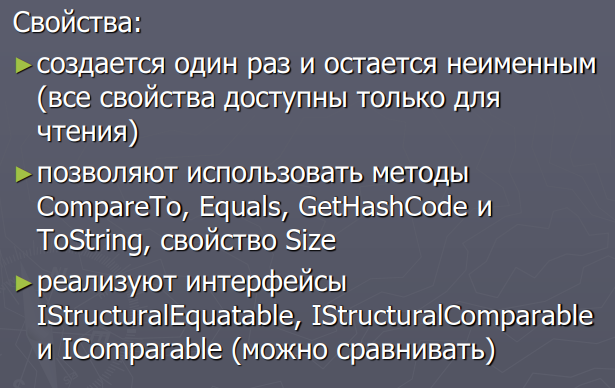 Свойства:
►создается один раз и остается неименным
(все свойства доступны только для
чтения)
►позволяют использовать методы
CompareTo, Equals, GetHashCode и
ToString, свойство Size
►реализуют интерфейсы
IStructuralEquatable, IStructuralComparable
и IComparable (можно сравнивать)